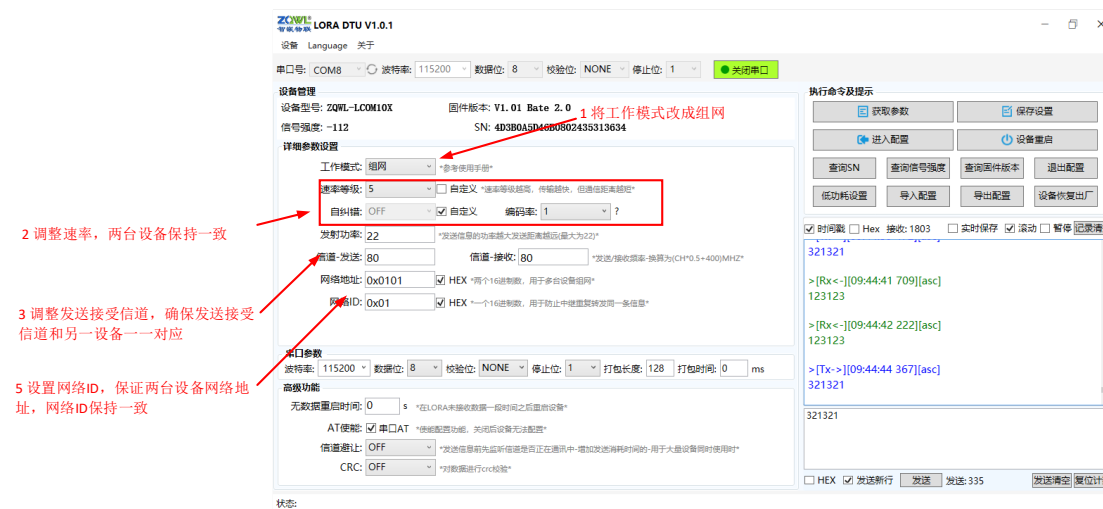 ZQWL
智嵌物联 LORA DTU V1.0.1
设备 Language 关于
串口号: COM8 波特率: 115200 数据位: 8 校验位: NONE 停止位: 1 关闭串口
设备管理
设备型号: ZQWL-LCOM10X 固件版本: V1.01 Bate 2.0
信号强度: -112 SN: 4D3B0A5D46B0802435313634
1 将工作模式改成组网
详细参数设置
工作模式: 组网 *参考使用手册*
速率等级: 5 自定义 *速率等级越高，传输越快，但通信距离越短*
自纠错: OFF 自定义 编码率: 1 ?
2 调整速率，两台设备保持一致
发射功率: 22 *发送信息的功率越大发送距离越远(最大为22)*
信道-发送: 80 信道-接收: 80 *发送/接收频率-换算为(CH*0.5+400)MHZ*
网络地址: 0x0101 HEX *两个16进制数，用于多台设备组网*
网络ID: 0x01 HEX *一个16进制数，用于防止中继重复转发同一条信息*
3 调整发送接受信道，确保发送接受
信道和另一设备一一对应
串口参数
波特率: 115200 数据位: 8 校验位: NONE 停止位: 1 打包长度: 128 打包时间: 0 ms
5 设置网络ID，保证两台设备网络地
址，网络ID保持一致
高级功能
无数据重启时间: 0 s *在LORA未接收数据一段时间之后重启设备*
AT使能: 串口AT *使能配置功能，关闭后设备无法配置*
信道避让: OFF *发送信息前先监听信道是否正在通讯中-增加发送消耗时间的-用于大量设备同时使用时*
CRC: OFF *对数据进行crc校验*
状态:
执行命令及提示
获取参数 保存设置
进入配置 设备重启
查询SN 查询信号强度 查询固件版本 退出配置
低功耗设置 导入配置 导出配置 设备恢复出厂
时间戳 Hex 接收: 1803 实时保存 滚动 暂停 记录清
321321
>[Rx<-][09:44:41 709][asc]
123123
>[Rx<-][09:44:42 222][asc]
123123
>[Tx->][09:44:44 367][asc]
321321
321321
HEX 发送新行 发送 发送: 335 发送清空 复位计